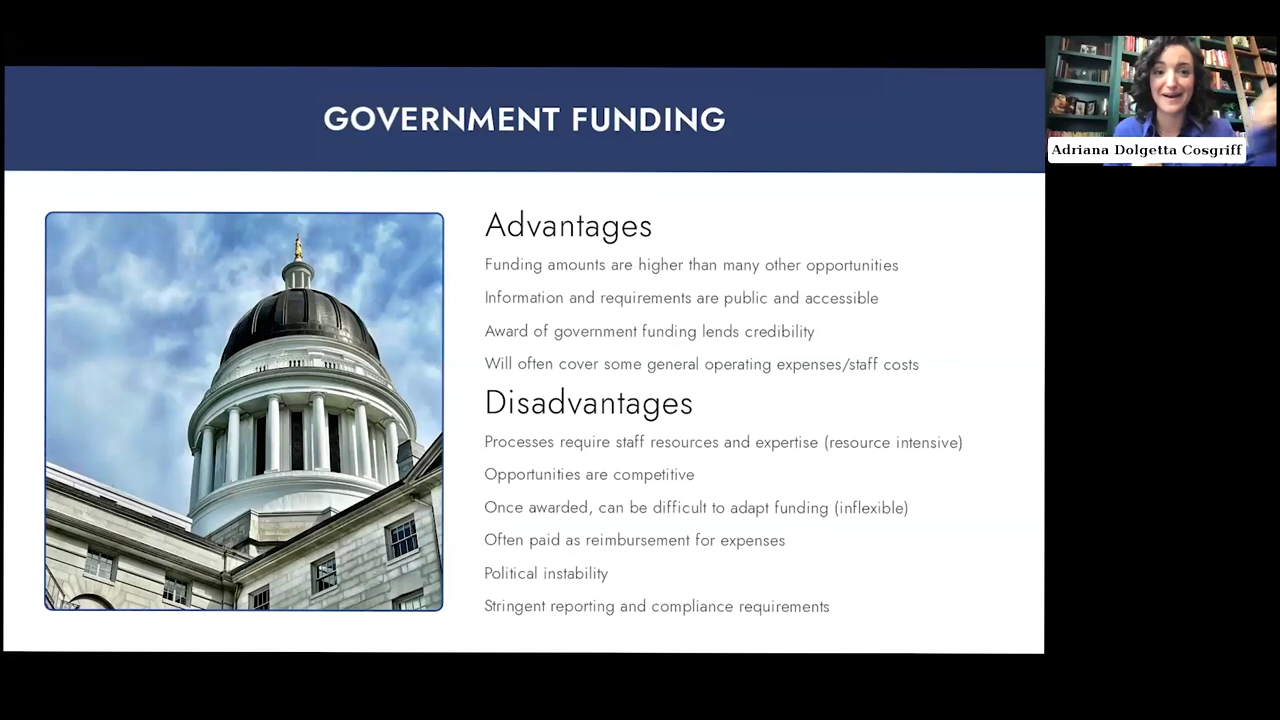 GOVERNMENT FUNDING
Adriana Dolgetta Cosgriff
Advantages
Funding amounts are higher than many other opportunities
Information and requirements are public and accessible
Award of government funding lends credibility
Will often cover some general operating expenses/staff costs
Disadvantages
Processes require staff resources and expertise (resource intensive)
Opportunities are competitive
Once awarded, can be difficult to adapt funding (inflexible)
Often paid as reimbursement for expenses
Political instability
Stringent reporting and compliance requirements